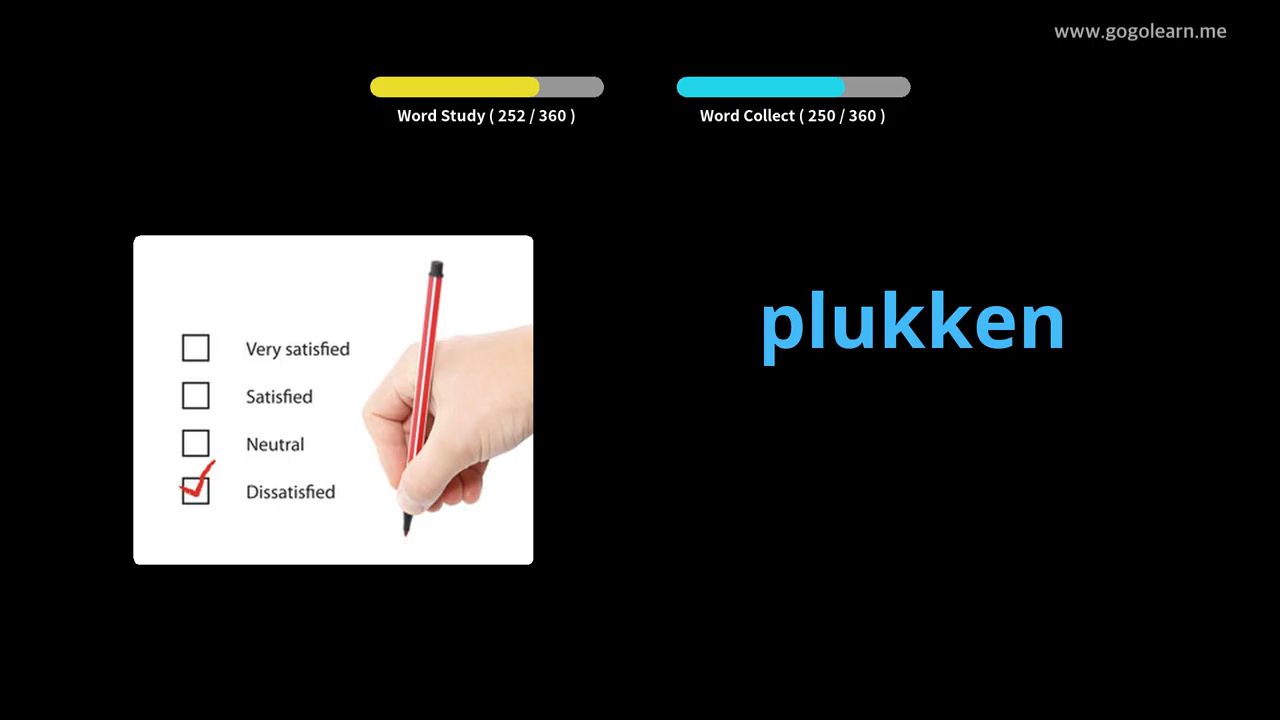 www.gogolearn.me
Word Study ( 252 / 360 )
Word Collect ( 250 / 360 )
plukken
Very satisfied
Satisfied
Neutral
Dissatisfied